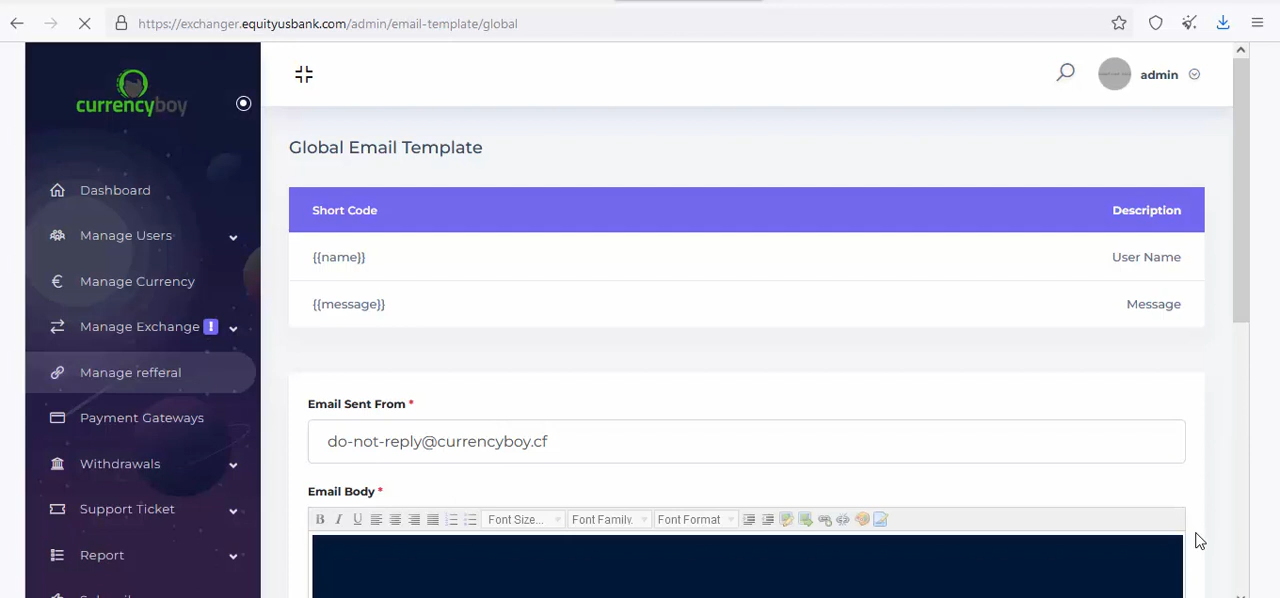 https://exchanger.equityusbank.com/admin/email-template/global
currencyboy
admin
Dashboard
Manage Users
Manage Currency
Manage Exchange !
Manage refferal
Payment Gateways
Withdrawals
Support Ticket
Report
Global Email Template
Short Code Description
{{name}} User Name
{{message}} Message
Email Sent From *
do-not-reply@currencyboy.cf
Email Body *
B I U Font Size... Font Family. Font Format